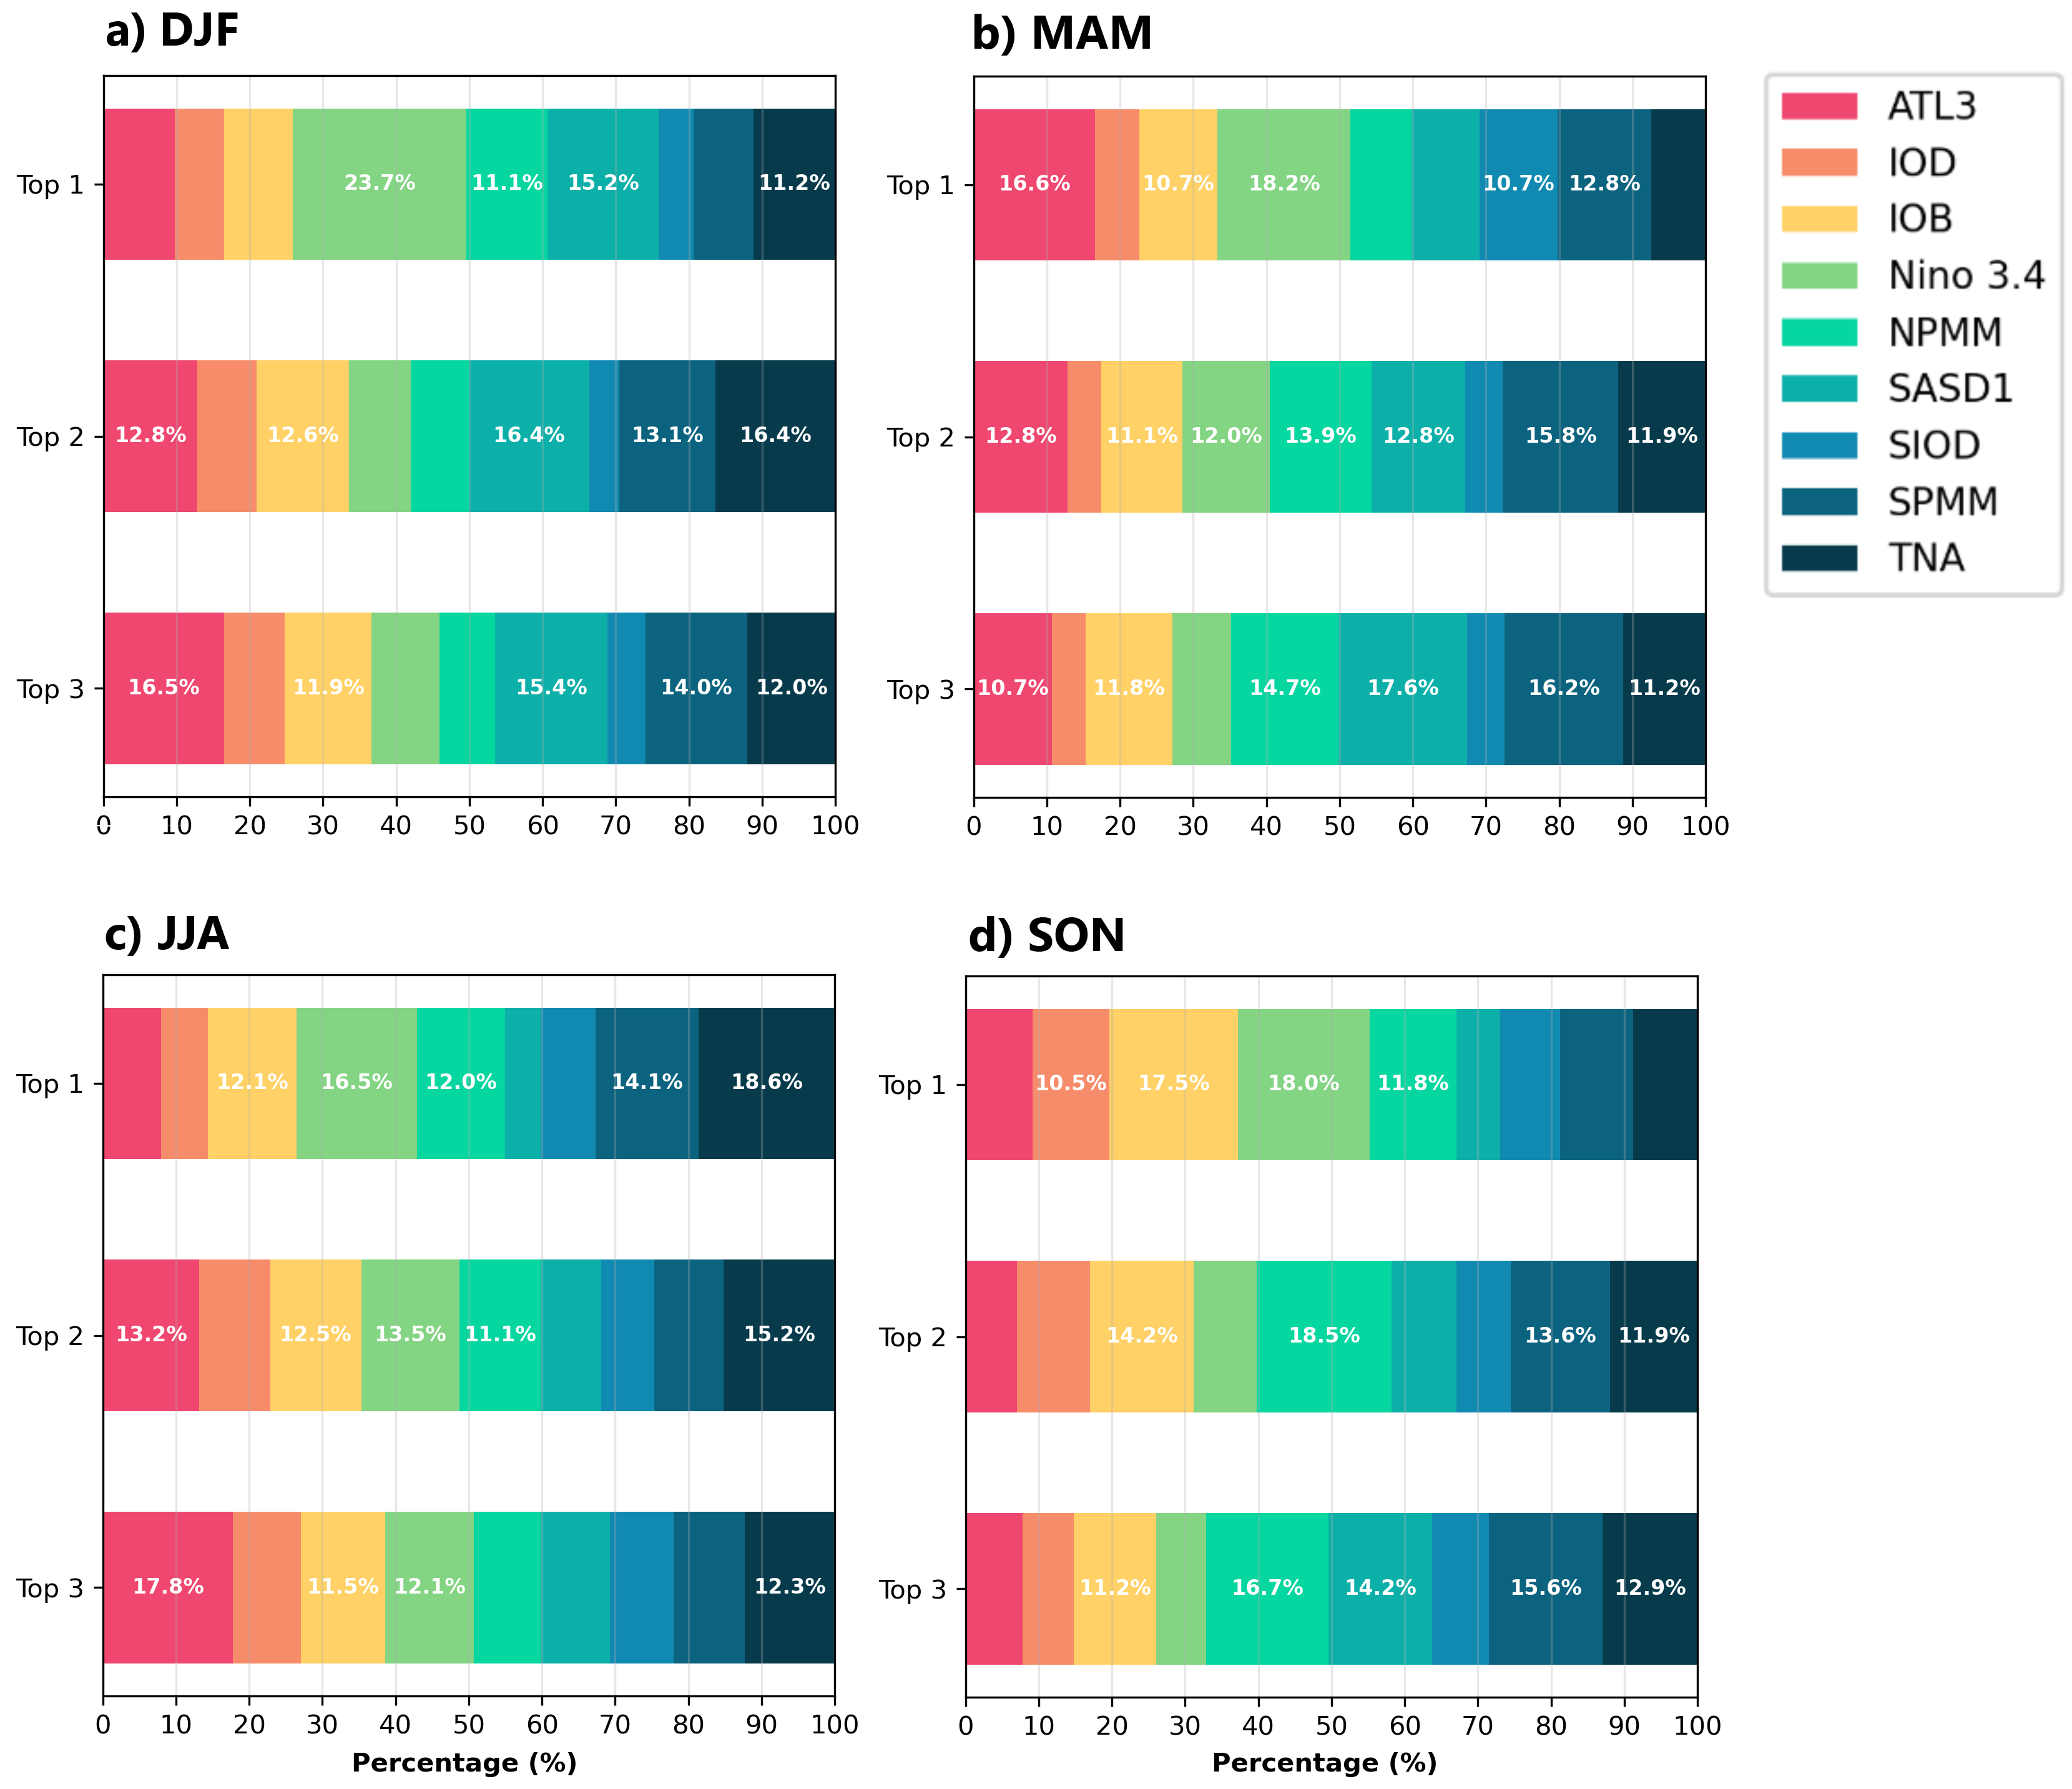 a) DJF
Top 1
23.7% 11.1% 15.2% 11.2%
Top 2
12.8% 12.6% 16.4% 13.1% 16.4%
Top 3
16.5% 11.9% 15.4% 14.0% 12.0%
0 10 20 30 40 50 60 70 80 90 100
b) MAM
Top 1
16.6% 10.7% 18.2% 10.7% 12.8%
Top 2
12.8% 11.1% 12.0% 13.9% 12.8% 15.8% 11.9%
Top 3
10.7% 11.8% 14.7% 17.6% 16.2% 11.2%
0 10 20 30 40 50 60 70 80 90 100
ATL3
IOD
IOB
Nino 3.4
NPMM
SASD1
SIOD
SPMM
TNA
c) JJA
Top 1
12.1% 16.5% 12.0% 14.1% 18.6%
Top 2
13.2% 12.5% 13.5% 11.1% 15.2%
Top 3
17.8% 11.5% 12.1% 12.3%
0 10 20 30 40 50 60 70 80 90 100
Percentage (%)
d) SON
Top 1
10.5% 17.5% 18.0% 11.8%
Top 2
14.2% 18.5% 13.6% 11.9%
Top 3
11.2% 16.7% 14.2% 15.6% 12.9%
0 10 20 30 40 50 60 70 80 90 100
Percentage (%)